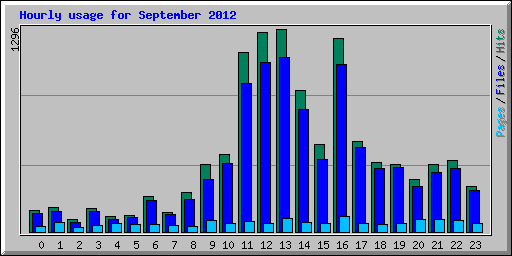 Hourly usage for September 2012
1296
Pages / Files / Hits
0 1 2 3 4 5 6 7 8 9 10 11 12 13 14 15 16 17 18 19 20 21 22 23